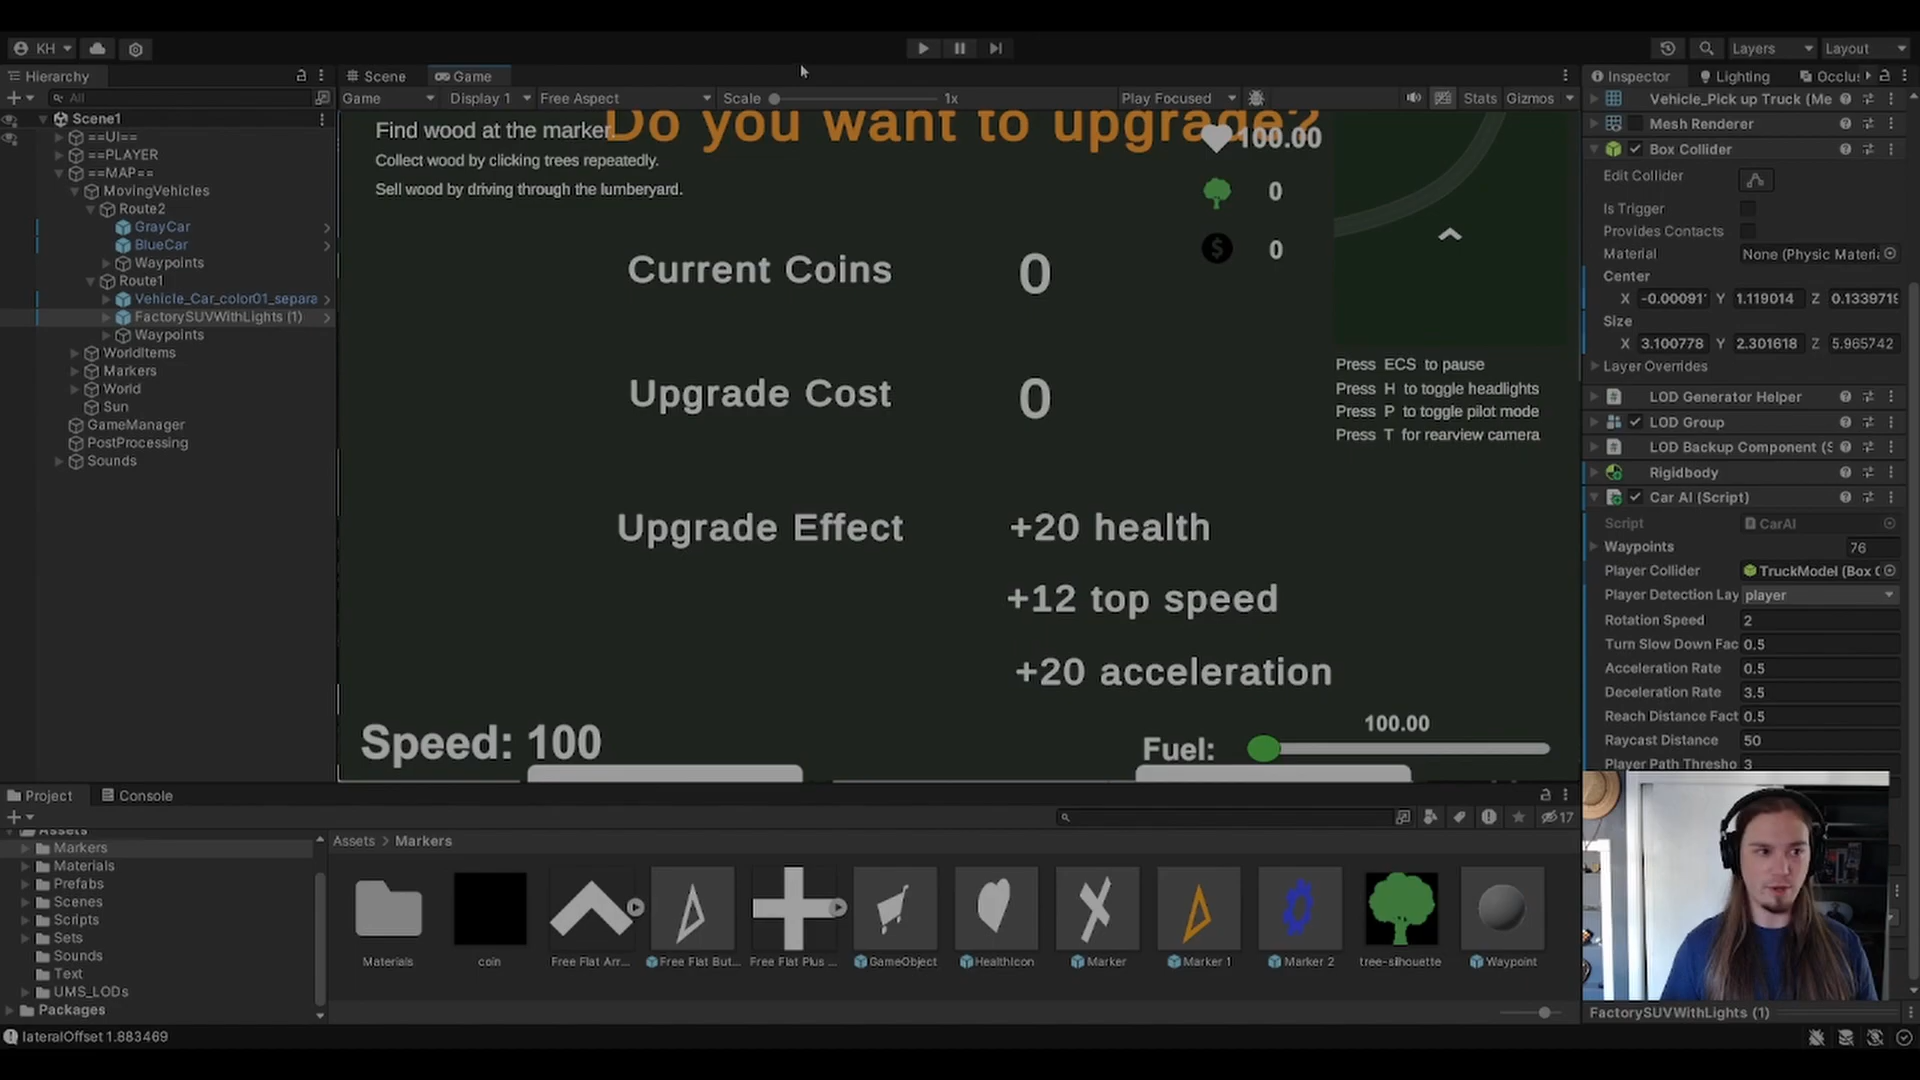 KH
Layers
Layout
Hierarchy
Scene
Game
Inspector
Lighting
Occlu
All
Game
Display 1
Free Aspect
Scale
1x
Play Focused
Stats
Gizmos
Scene1
==UI==
==PLAYER
==MAP==
MovingVehicles
Route2
GrayCar
BlueCar
Waypoints
Route1
Vehicle_Car_color01_separa
FactorySUVWithLights (1)
Waypoints
WorldItems
Markers
World
Sun
GameManager
PostProcessing
Sounds
Do you want to upgrade?
Find wood at the marker.
Collect wood by clicking trees repeatedly.
Sell wood by driving through the lumberyard.
100.00
0
$ 0
Current Coins 0
Upgrade Cost 0
Upgrade Effect +20 health
+12 top speed
+20 acceleration
Press ECS to pause
Press H to toggle headlights
Press P to toggle pilot mode
Press T for rearview camera
Speed: 100
Fuel:
100.00
Vehicle_Pick up Truck (Me
Mesh Renderer
Box Collider
Edit Collider
Is Trigger
Provides Contacts
Material None (Physic Materia
Center
X -0.00091 Y 1.119014 Z 0.1339719
Size
X 3.100778 Y 2.301618 Z 5.965742
Layer Overrides
LOD Generator Helper
LOD Group
LOD Backup Component (S
Rigidbody
Car AI (Script)
Script CarAI
Waypoints 76
Player Collider TruckModel (Box C
Player Detection Lay player
Rotation Speed 2
Turn Slow Down Fac 0.5
Acceleration Rate 0.5
Deceleration Rate 3.5
Reach Distance Fact 0.5
Raycast Distance 50
Player Path Thresho 3
Project
Console
17
Assets
Markers
Materials
Prefabs
Scenes
Scripts
Sets
Sounds
Text
UMS_LODs
Packages
Assets > Markers
Materials
coin
Free Flat Arr...
Free Flat But...
Free Flat Plus ...
GameObject
HealthIcon
Marker
Marker 1
Marker 2
tree-silhouette
Waypoint
FactorySUVWithLights (1)
lateralOffset 1.883469